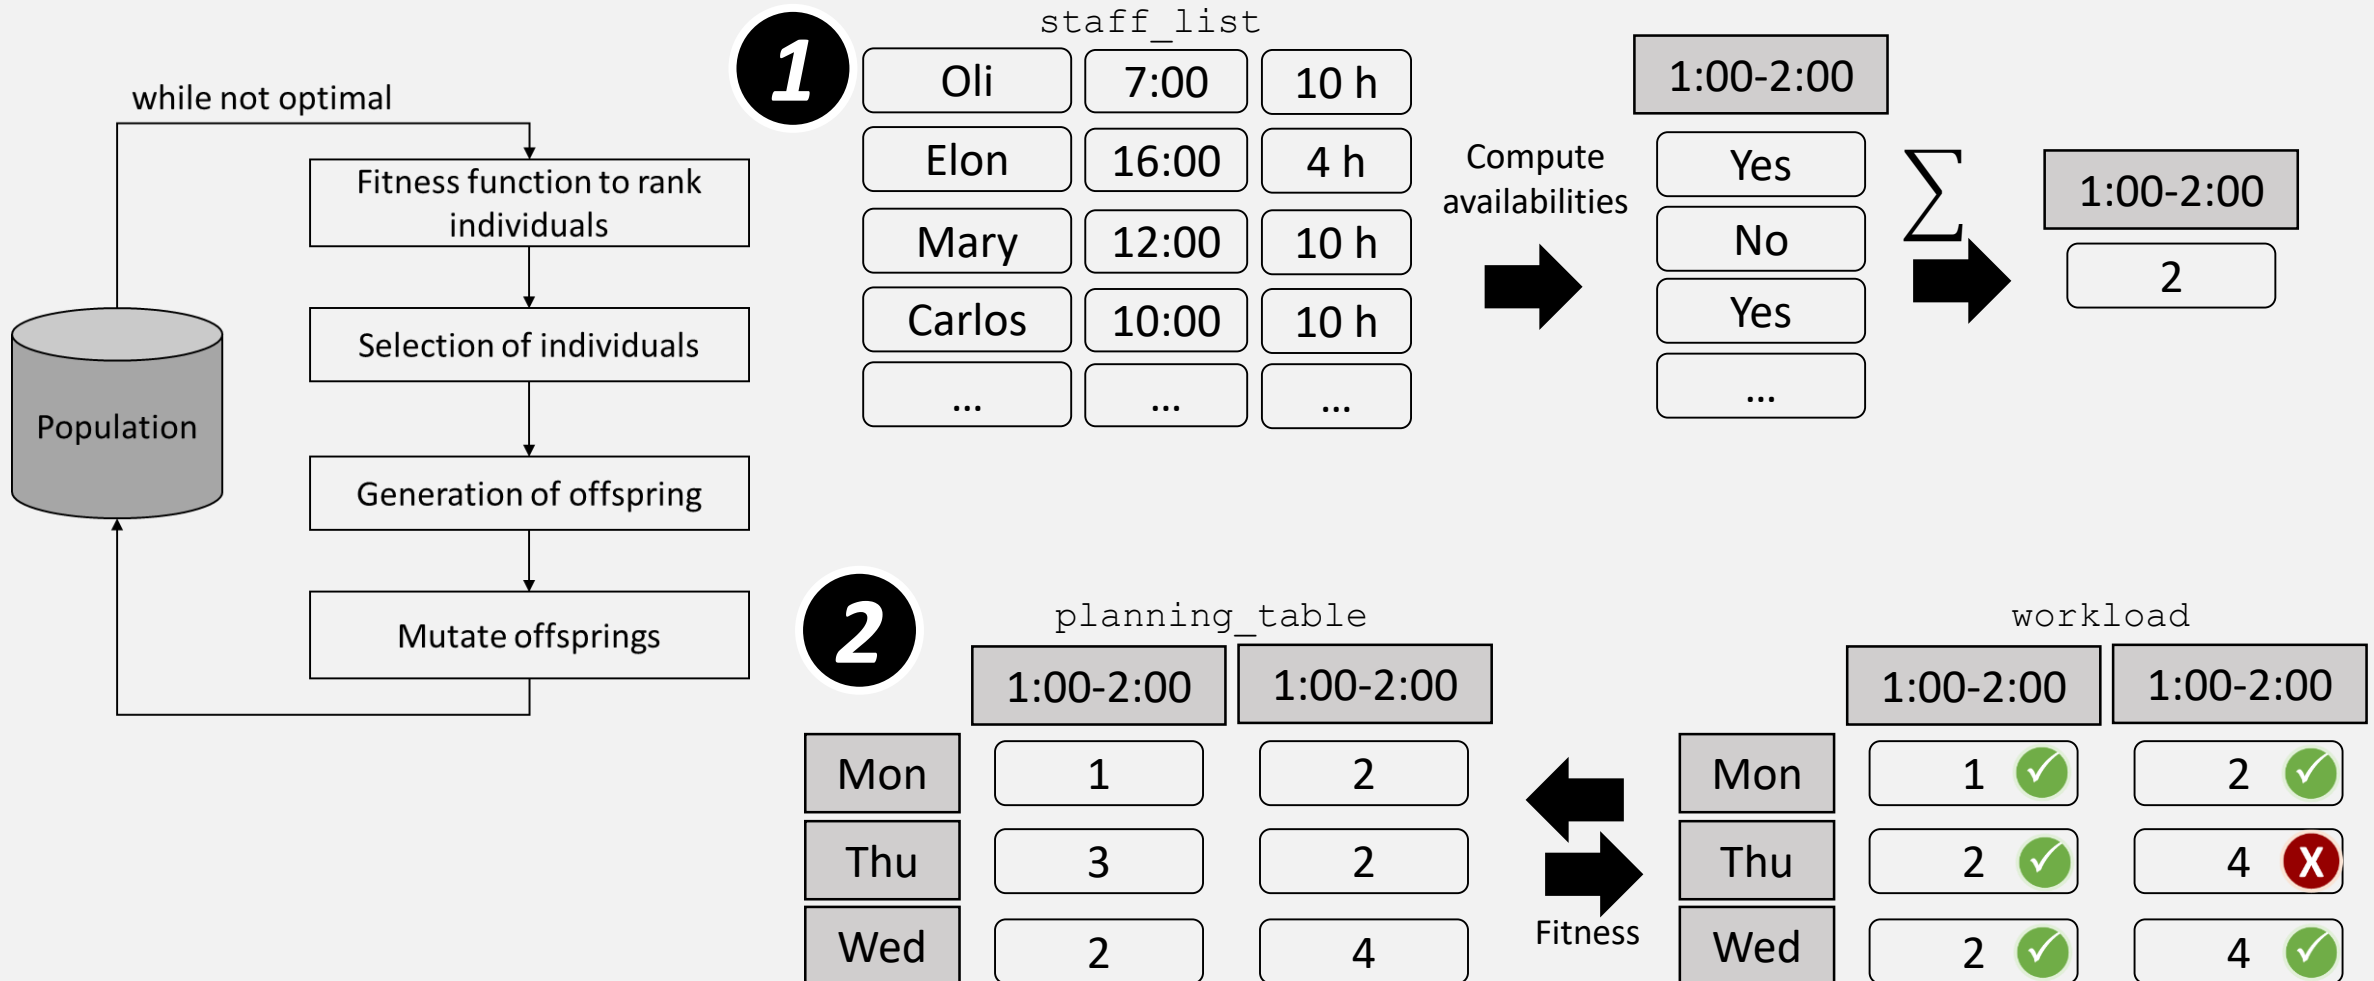 while not optimal
Fitness function to rank
individuals
Selection of individuals
Generation of offspring
Mutate offsprings
Population
1
staff_list
Oli 7:00 10 h
Elon 16:00 4 h
Mary 12:00 10 h
Carlos 10:00 10 h
... ... ...
Compute
availabilities
1:00-2:00
Yes
No
Yes
...
∑
1:00-2:00
2
2
planning_table
1:00-2:00 1:00-2:00
Mon 1 2
Thu 3 2
Wed 2 4
Fitness
workload
1:00-2:00 1:00-2:00
Mon 1 ✓ 2 ✓
Thu 2 ✓ 4 X
Wed 2 ✓ 4 ✓